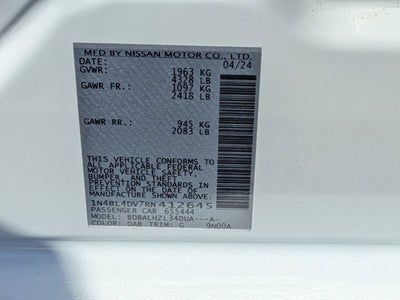 MFD BY NISSAN MOTOR CO., LTD.
DATE: 04/24
GVWR: 1963 KG
4328 LB
GAWR FR.: 1097 KG
2418 LB
GAWR RR.: 945 KG
2083 LB
THIS VEHICLE CONFORMS TO
ALL APPLICABLE FEDERAL
MOTOR VEHICLE SAFETY,
BUMPER, AND THEFT
PREVENTION STANDARDS
IN EFFECT ON THE DATE OF
MANUFACTURE SHOWN ABOVE.
1N4BL4DV7RN412645
PASSENGER CAR 655444
MODEL: BDBALHZL34DUA---A-
COLOR: QAB TRIM: G 9N00A